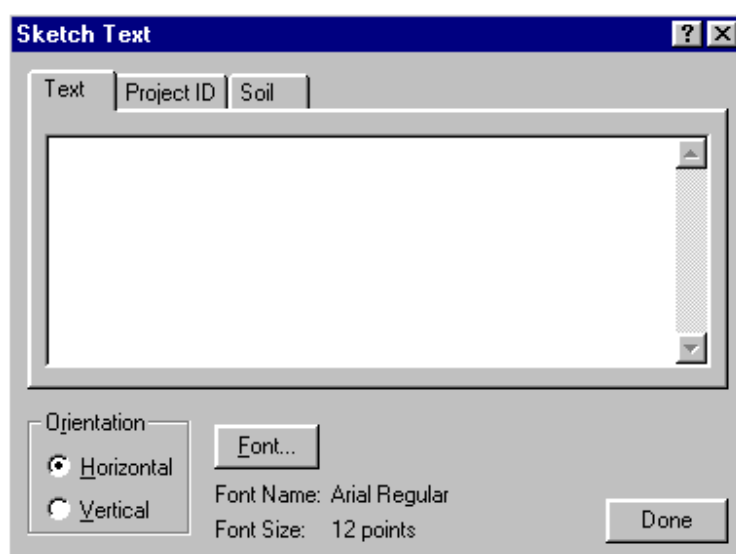 Sketch Text
Text Project ID Soil
Orientation
Horizontal
Vertical
Font...
Font Name: Arial Regular
Font Size: 12 points
Done